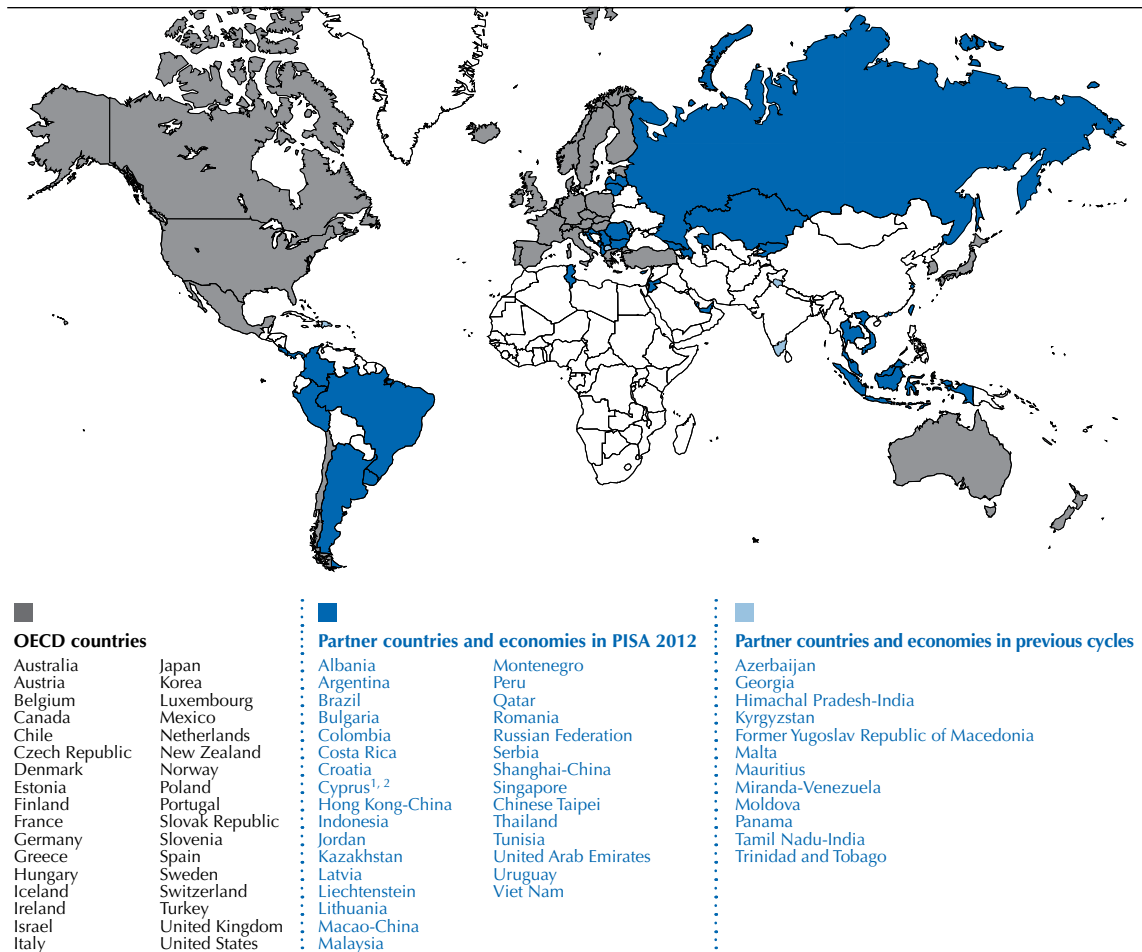 OECD countries
Australia
Austria
Belgium
Canada
Chile
Czech Republic
Denmark
Estonia
Finland
France
Germany
Greece
Hungary
Iceland
Ireland
Israel
Italy
Japan
Korea
Luxembourg
Mexico
Netherlands
New Zealand
Norway
Poland
Portugal
Slovak Republic
Slovenia
Spain
Sweden
Switzerland
Turkey
United Kingdom
United States
Partner countries and economies in PISA 2012
Albania
Argentina
Brazil
Bulgaria
Colombia
Costa Rica
Croatia
Cyprus1, 2
Hong Kong-China
Indonesia
Jordan
Kazakhstan
Latvia
Liechtenstein
Lithuania
Macao-China
Malaysia
Montenegro
Peru
Qatar
Romania
Russian Federation
Serbia
Shanghai-China
Singapore
Chinese Taipei
Thailand
Tunisia
United Arab Emirates
Uruguay
Viet Nam
Partner countries and economies in previous cycles
Azerbaijan
Georgia
Himachal Pradesh-India
Kyrgyzstan
Former Yugoslav Republic of Macedonia
Malta
Mauritius
Miranda-Venezuela
Moldova
Panama
Tamil Nadu-India
Trinidad and Tobago